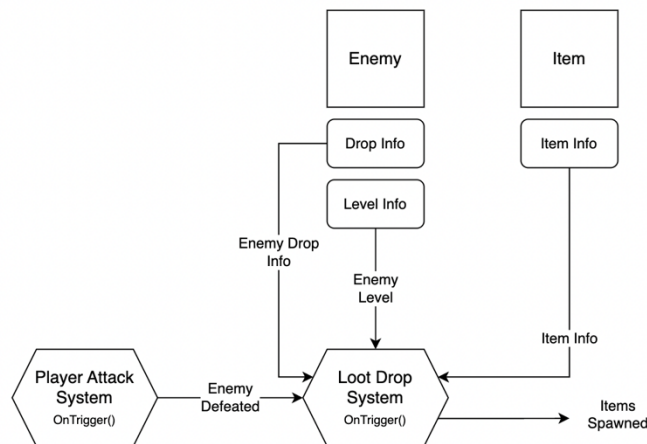 Enemy
Item
Drop Info
Item Info
Level Info
Enemy Drop
Info
Enemy
Level
Item Info
Player Attack
System
OnTrigger()
Enemy
Defeated
Loot Drop
System
OnTrigger()
Items
Spawned